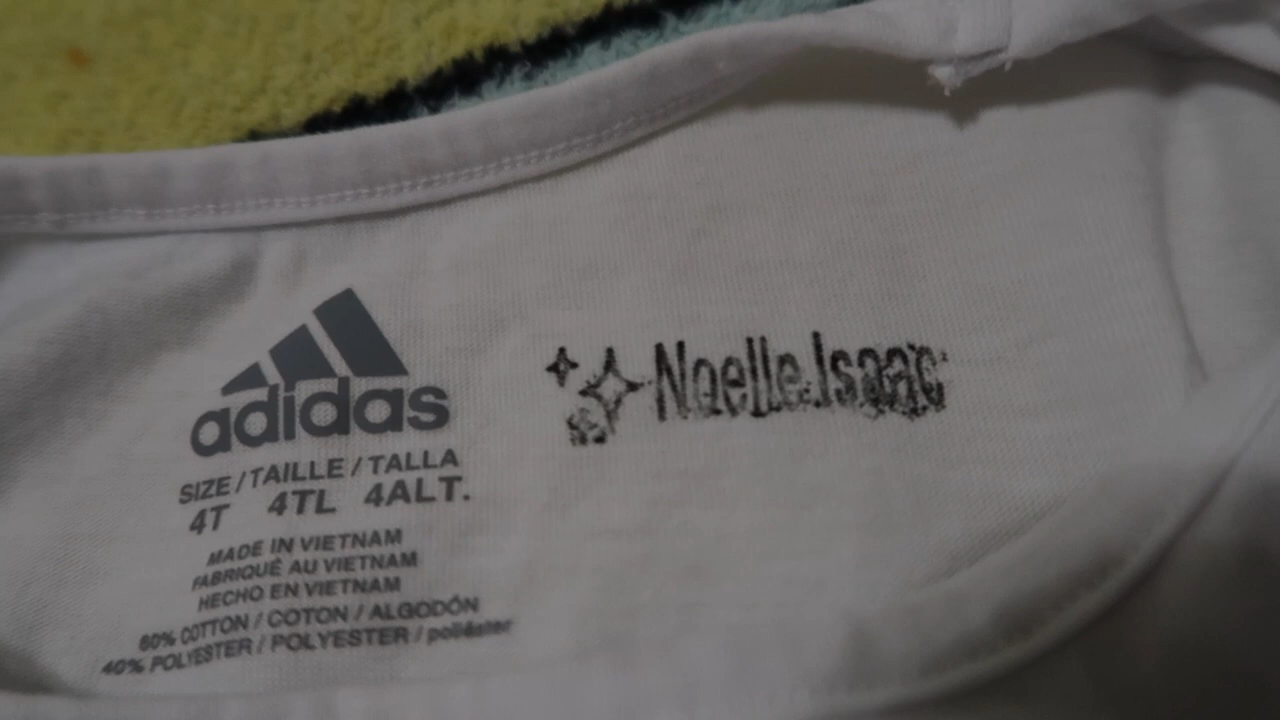 adidas
SIZE / TAILLE / TALLA
4T 4TL 4ALT.
MADE IN VIETNAM
FABRIQUÉ AU VIETNAM
HECHO EN VIETNAM
60% COTTON / COTON / ALGODÓN
40% POLYESTER / POLYESTER / poliéster
Noelle.Isaac